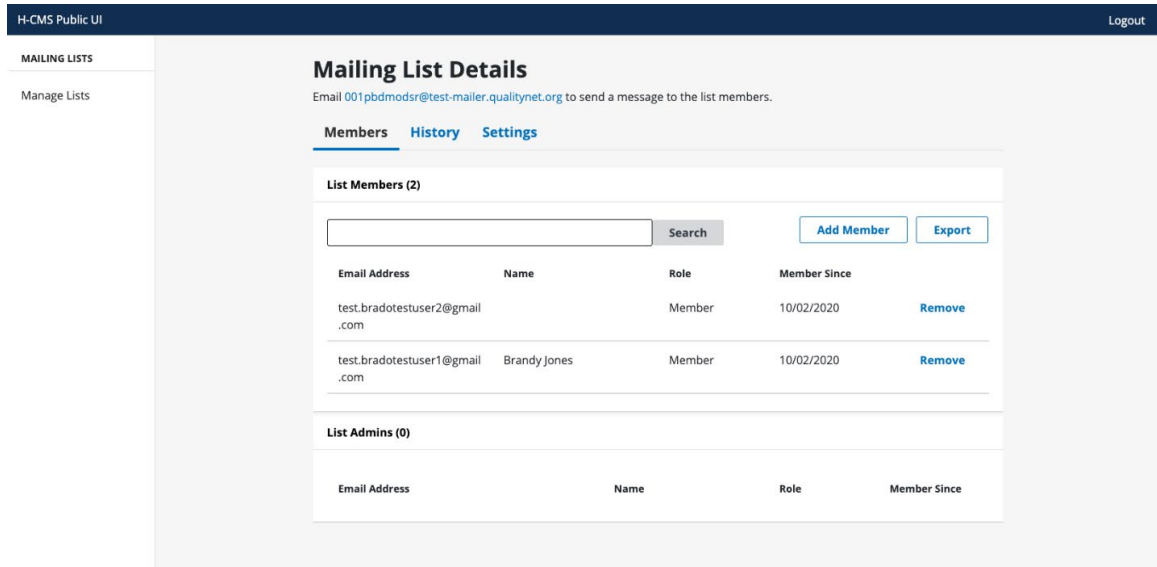 H-CMS Public UI Logout
MAILING LISTS
Manage Lists
Mailing List Details
Email 001pbdmodsr@test-mailer.qualitynet.org to send a message to the list members.
Members History Settings
List Members (2)
Search Add Member Export
Email Address Name Role Member Since
test.bradotestuser2@gmail Member 10/02/2020 Remove
.com
test.bradotestuser1@gmail Brandy Jones Member 10/02/2020 Remove
.com
List Admins (0)
Email Address Name Role Member Since